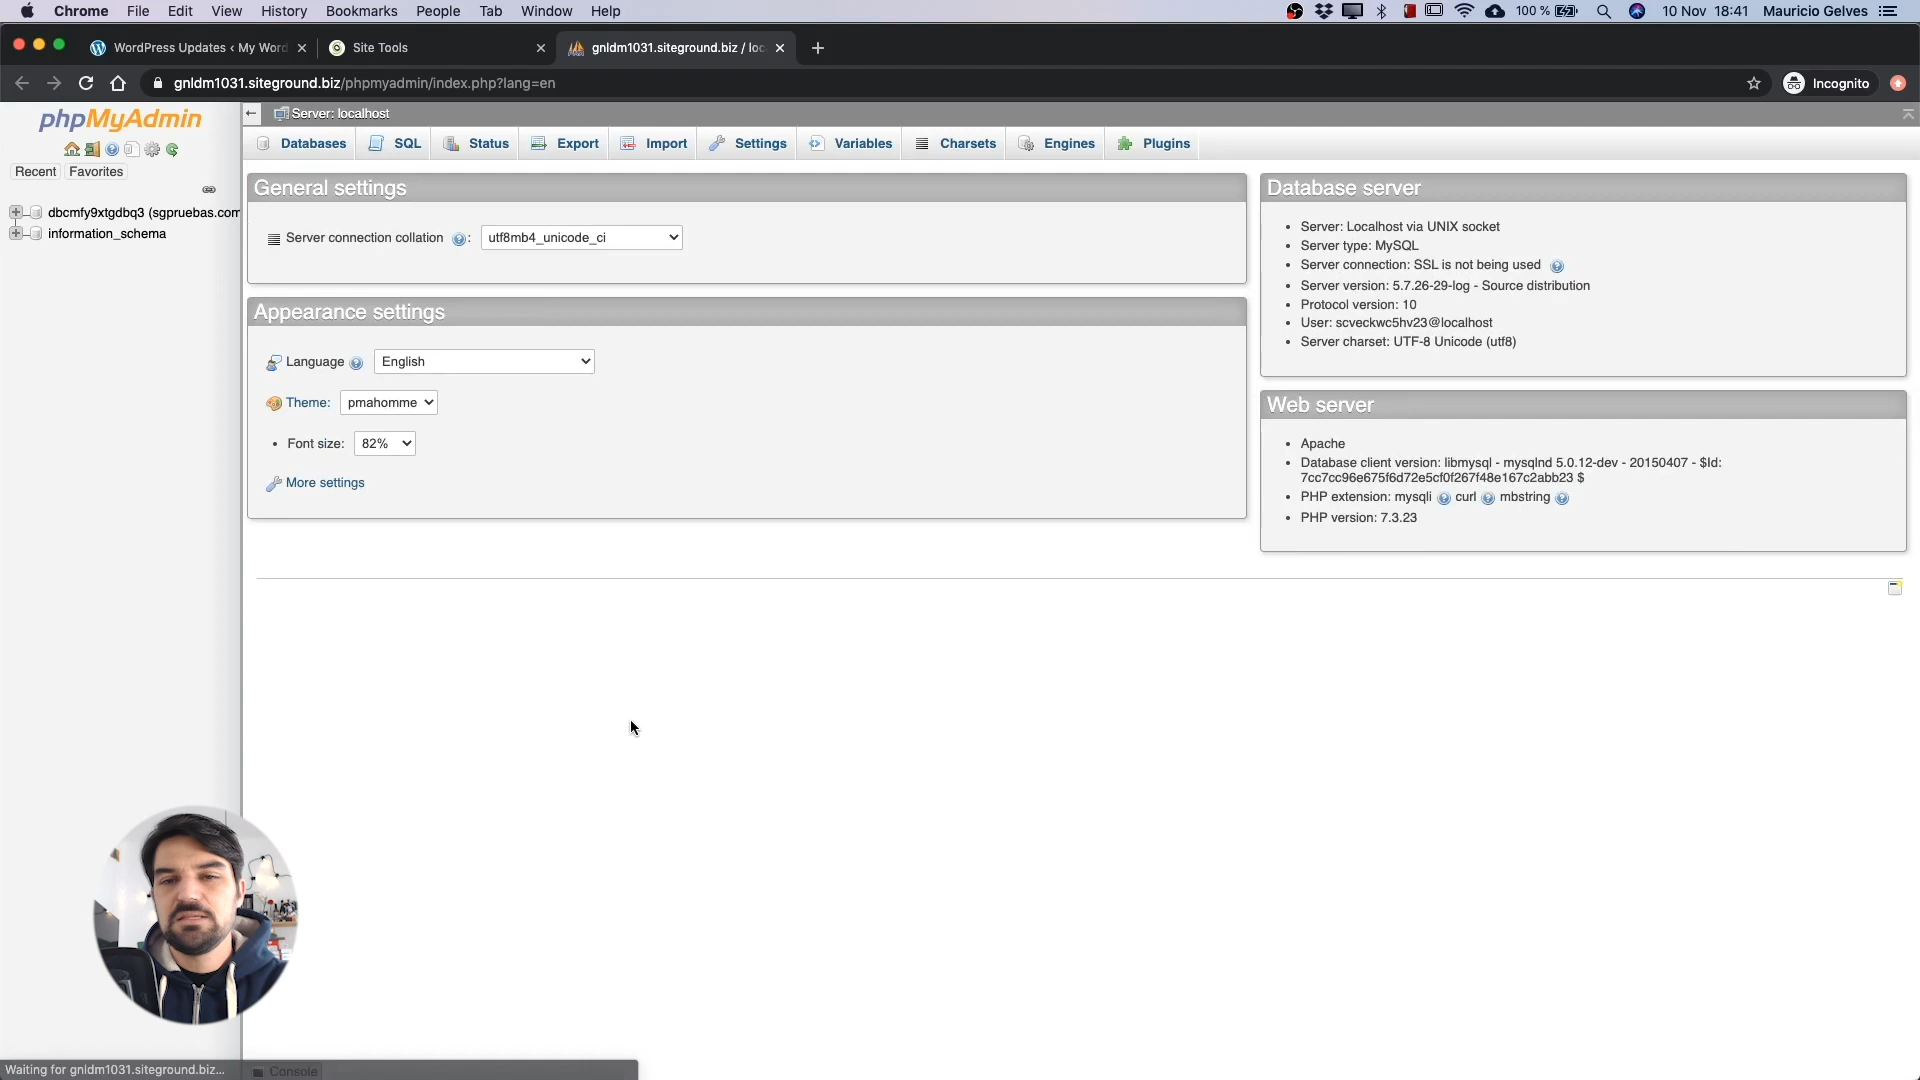 Chrome File Edit View History Bookmarks People Tab Window Help 100 % 10 Nov 18:41 Mauricio Gelves
WordPress Updates ‹ My Word Site Tools gnldm1031.siteground.biz / loc
gnldm1031.siteground.biz/phpmyadmin/index.php?lang=en Incognito
phpMyAdmin
Recent Favorites
dbcmfy9xtgdbq3 (sgpruebas.com
information_schema
Server: localhost
Databases SQL Status Export Import Settings Variables Charsets Engines Plugins
General settings
Server connection collation : utf8mb4_unicode_ci
Appearance settings
Language English
Theme: pmahomme
• Font size: 82%
More settings
Database server
• Server: Localhost via UNIX socket
• Server type: MySQL
• Server connection: SSL is not being used
• Server version: 5.7.26-29-log - Source distribution
• Protocol version: 10
• User: scveckwc5hv23@localhost
• Server charset: UTF-8 Unicode (utf8)
Web server
• Apache
• Database client version: libmysql - mysqlnd 5.0.12-dev - 20150407 - $Id:
7cc7cc96e675f6d72e5cf0f267f48e167c2abb23 $
• PHP extension: mysqli curl mbstring
• PHP version: 7.3.23
Waiting for gnldm1031.siteground.biz...
Console